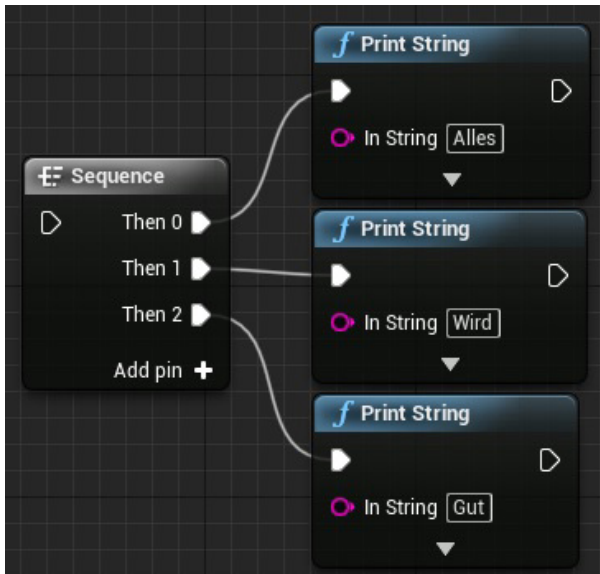 Print String
In String Alles
Sequence
Then 0
Then 1
Then 2
Add pin +
Print String
In String Wird
Print String
In String Gut